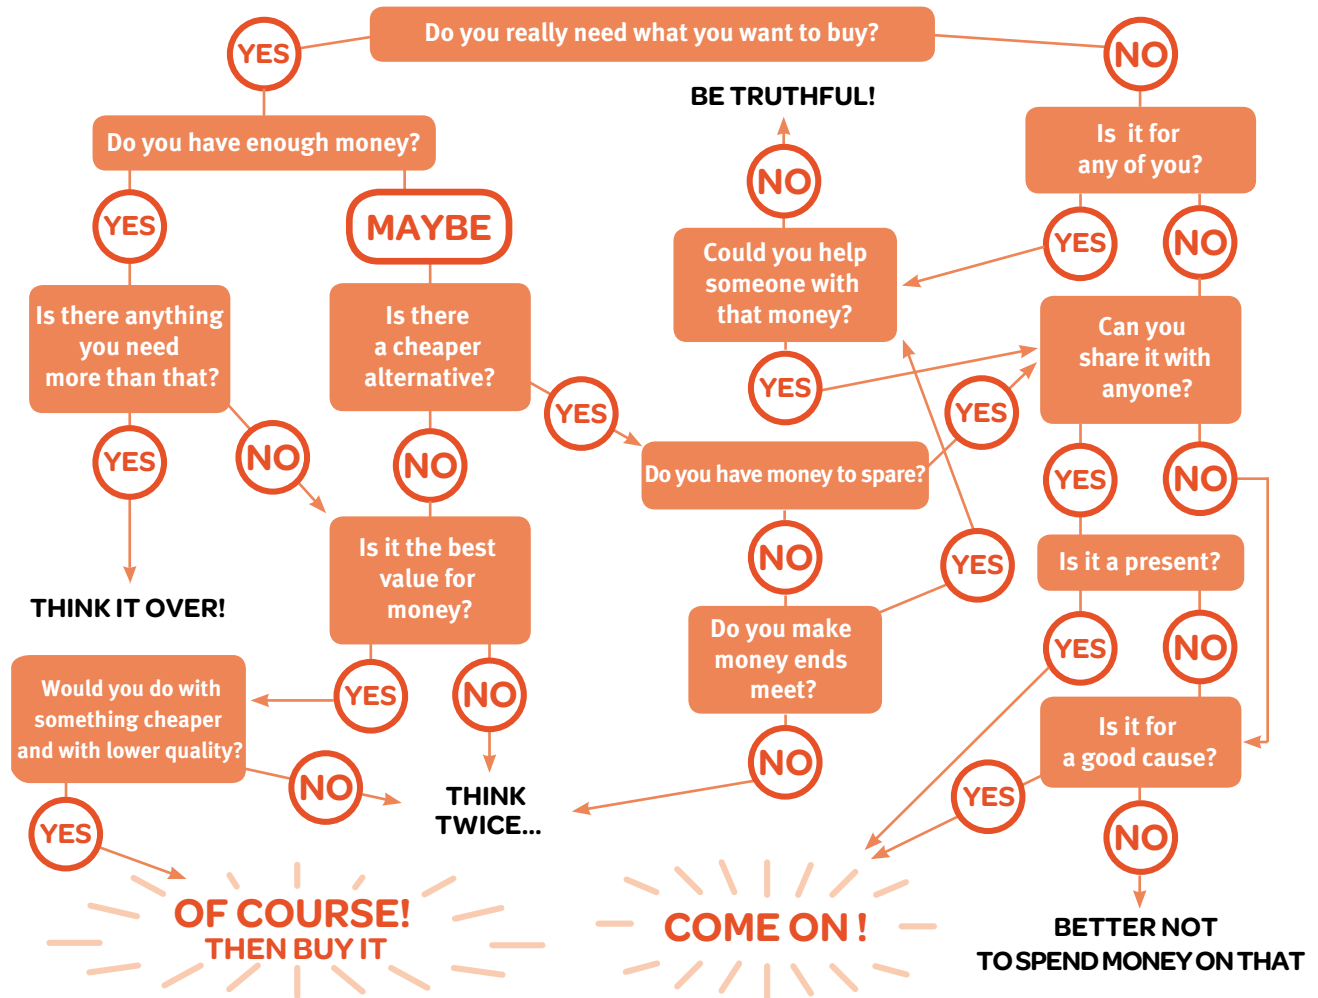 Do you really need what you want to buy?
YES
NO
Do you have enough money?
YES
MAYBE
Is there anything
you need
more than that?
YES
NO
THINK IT OVER!
Is there
a cheaper
alternative?
YES
NO
Is it the best
value for
money?
YES
NO
Would you do with
something cheaper
and with lower quality?
YES
NO
THINK
TWICE...
OF COURSE!
THEN BUY IT
BE TRUTHFUL!
NO
Could you help
someone with
that money?
YES
Do you have money to spare?
YES
NO
Do you make
money ends
meet?
YES
NO
COME ON !
Is it for
any of you?
YES
NO
Can you
share it with
anyone?
YES
NO
Is it a present?
YES
NO
Is it for
a good cause?
YES
NO
BETTER NOT
TO SPEND MONEY ON THAT